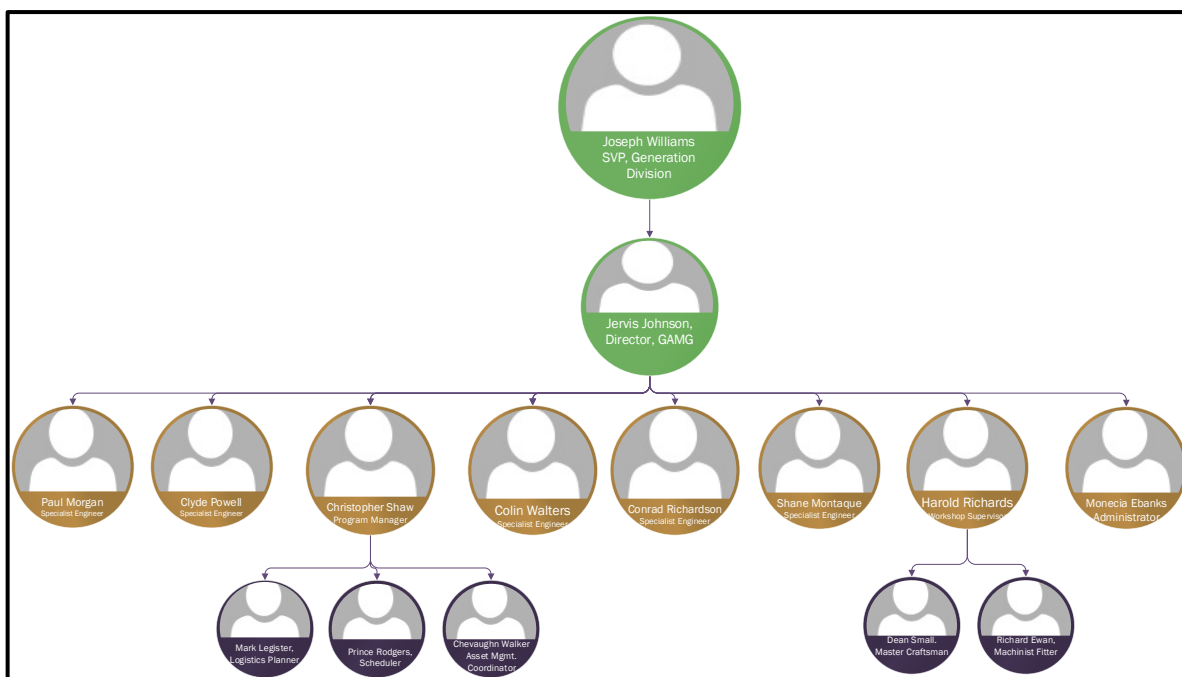 Joseph Williams
SVP, Generation
Division
Jervis Johnson,
Director, GAMG
Paul Morgan
Specialist Engineer
Clyde Powell
Specialist Engineer
Christopher Shaw
Program Manager
Colin Walters
Specialist Engineer
Conrad Richardson
Specialist Engineer
Shane Montaque
Specialist Engineer
Harold Richards
Workshop Supervisor
Monecia Ebanks
Administrator
Mark Legister,
Logistics Planner
Prince Rodgers,
Scheduler
Chevaughn Walker
Asset Mgmt.
Coordinator
Dean Small.
Master Craftsman
Richard Ewan,
Machinist Fitter